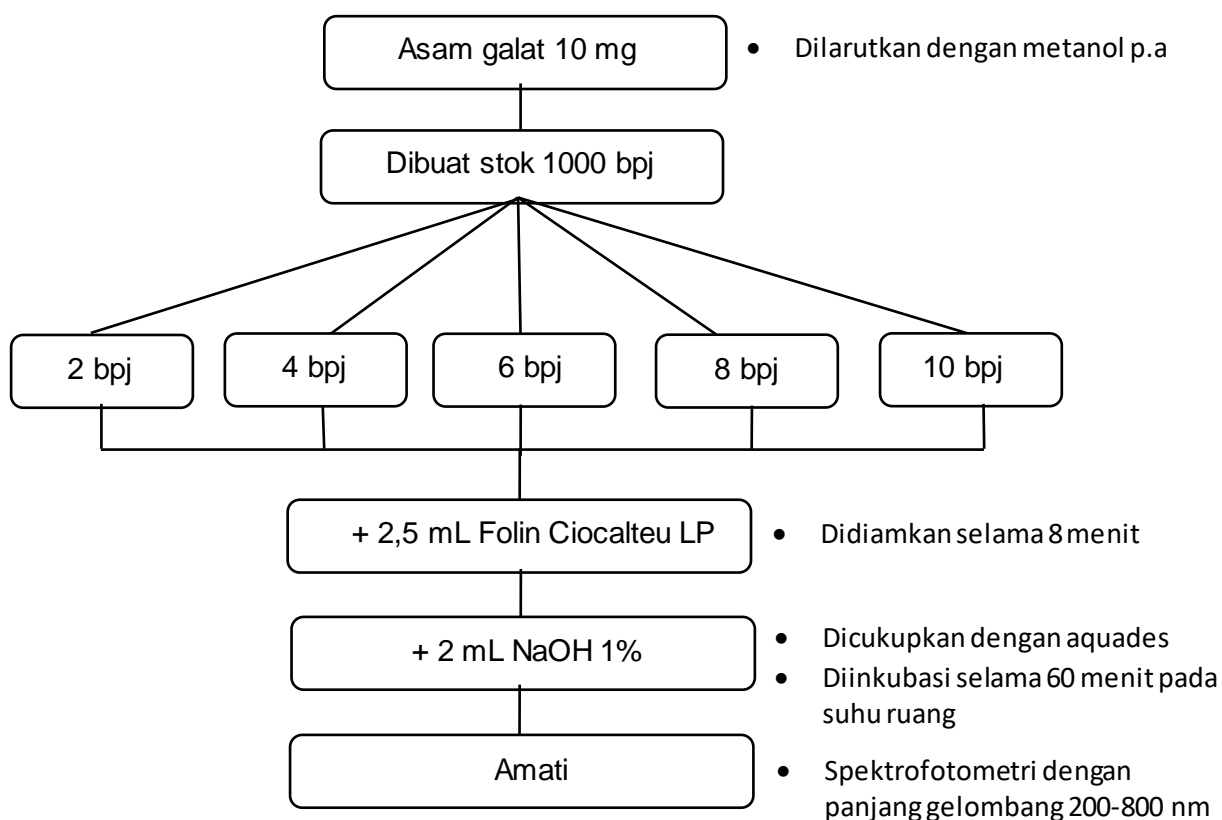 Asam galat 10 mg
• Dilarutkan dengan metanol p.a
Dibuat stok 1000 bpj
2 bpj
4 bpj
6 bpj
8 bpj
10 bpj
+ 2,5 mL Folin Ciocalteu LP
• Didiamkan selama 8 menit
+ 2 mL NaOH 1%
• Dicukupkan dengan aquades
• Diinkubasi selama 60 menit pada
suhu ruang
Amati
• Spektrofotometri dengan
panjang gelombang 200-800 nm